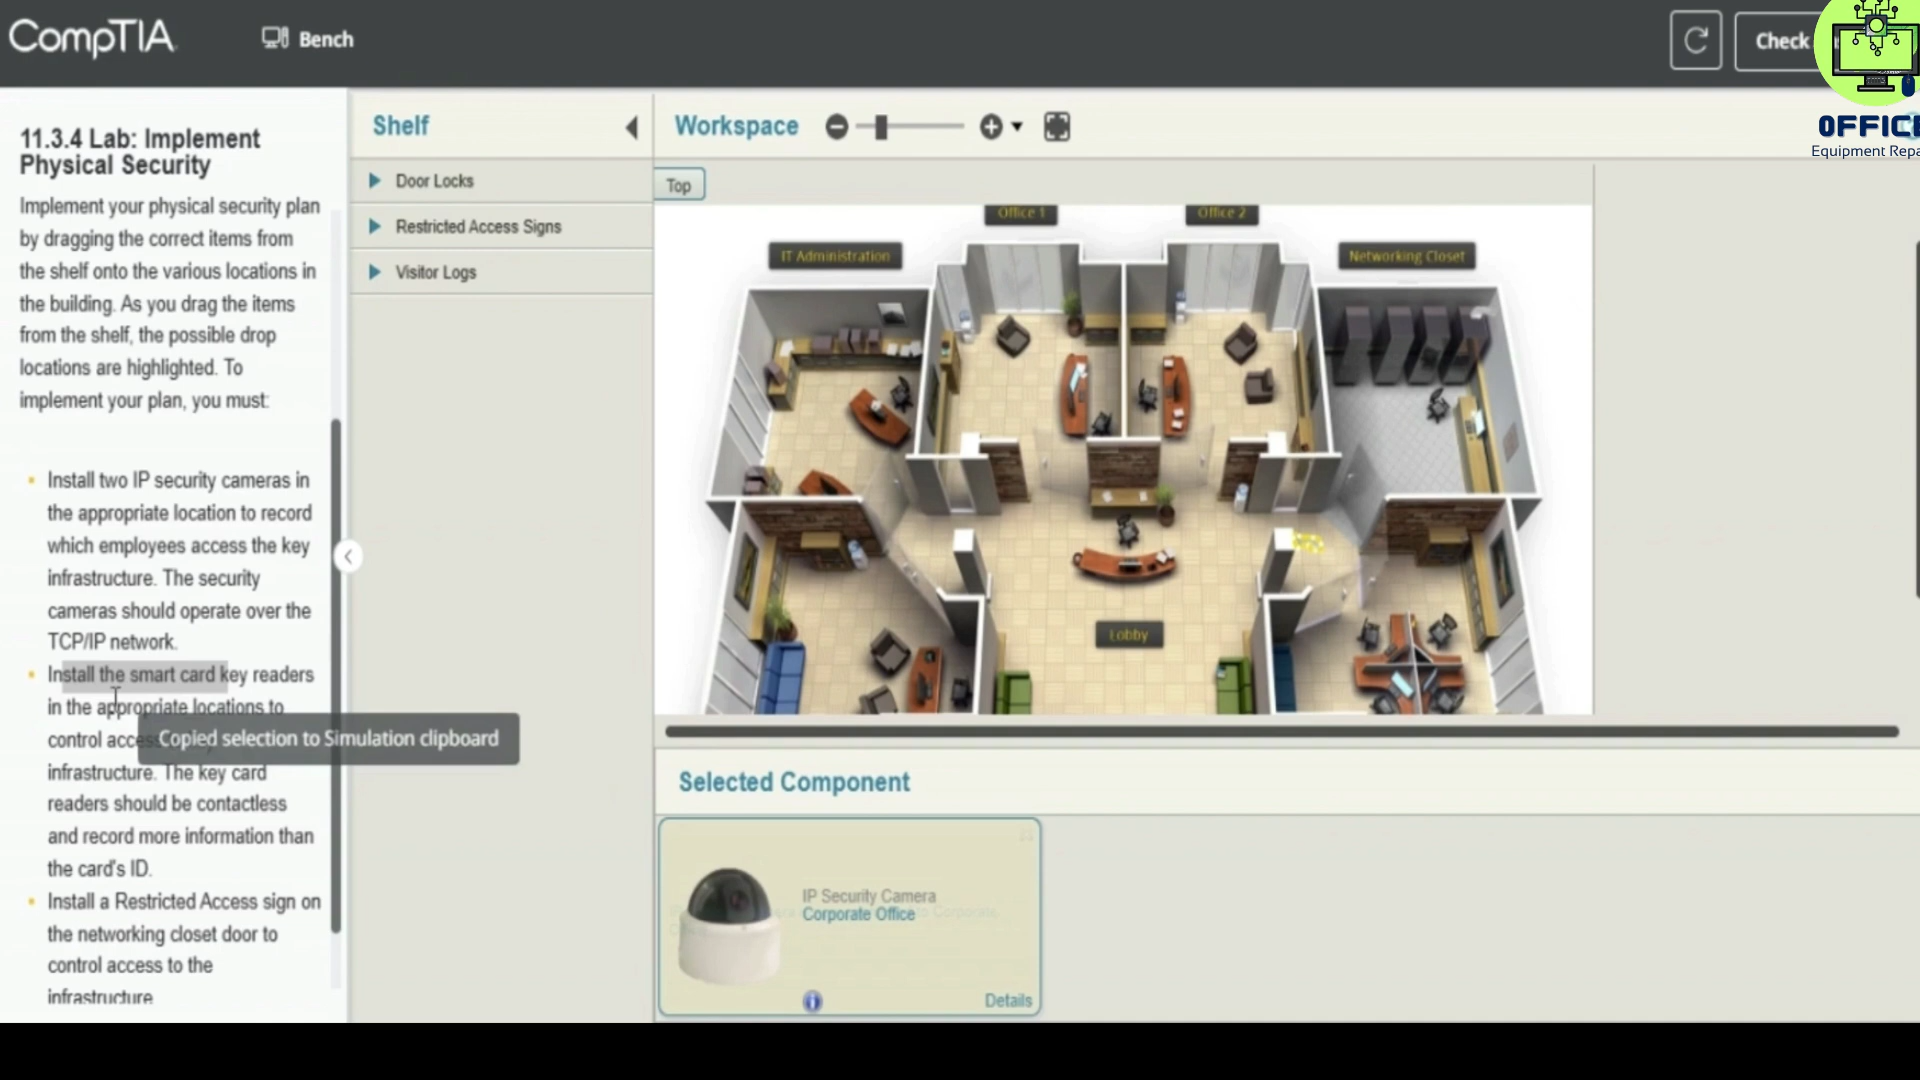 CompTIA
Bench
Check
OFFICE
Equipment Repa
11.3.4 Lab: Implement
Physical Security
Implement your physical security plan
by dragging the correct items from
the shelf onto the various locations in
the building. As you drag the items
from the shelf, the possible drop
locations are highlighted. To
implement your plan, you must:
Install two IP security cameras in
the appropriate location to record
which employees access the key
infrastructure. The security
cameras should operate over the
TCP/IP network.
Install the smart card key readers
in the appropriate locations to
control acce
Copied selection to Simulation clipboard
infrastructure. The key card
readers should be contactless
and record more information than
the card's ID.
Install a Restricted Access sign on
the networking closet door to
control access to the
infrastructure
Shelf
Door Locks
Restricted Access Signs
Visitor Logs
Workspace
Top
Office 1
Office 2
IT Administration
Networking Closet
Lobby
Selected Component
IP Security Camera
Corporate Office
Details